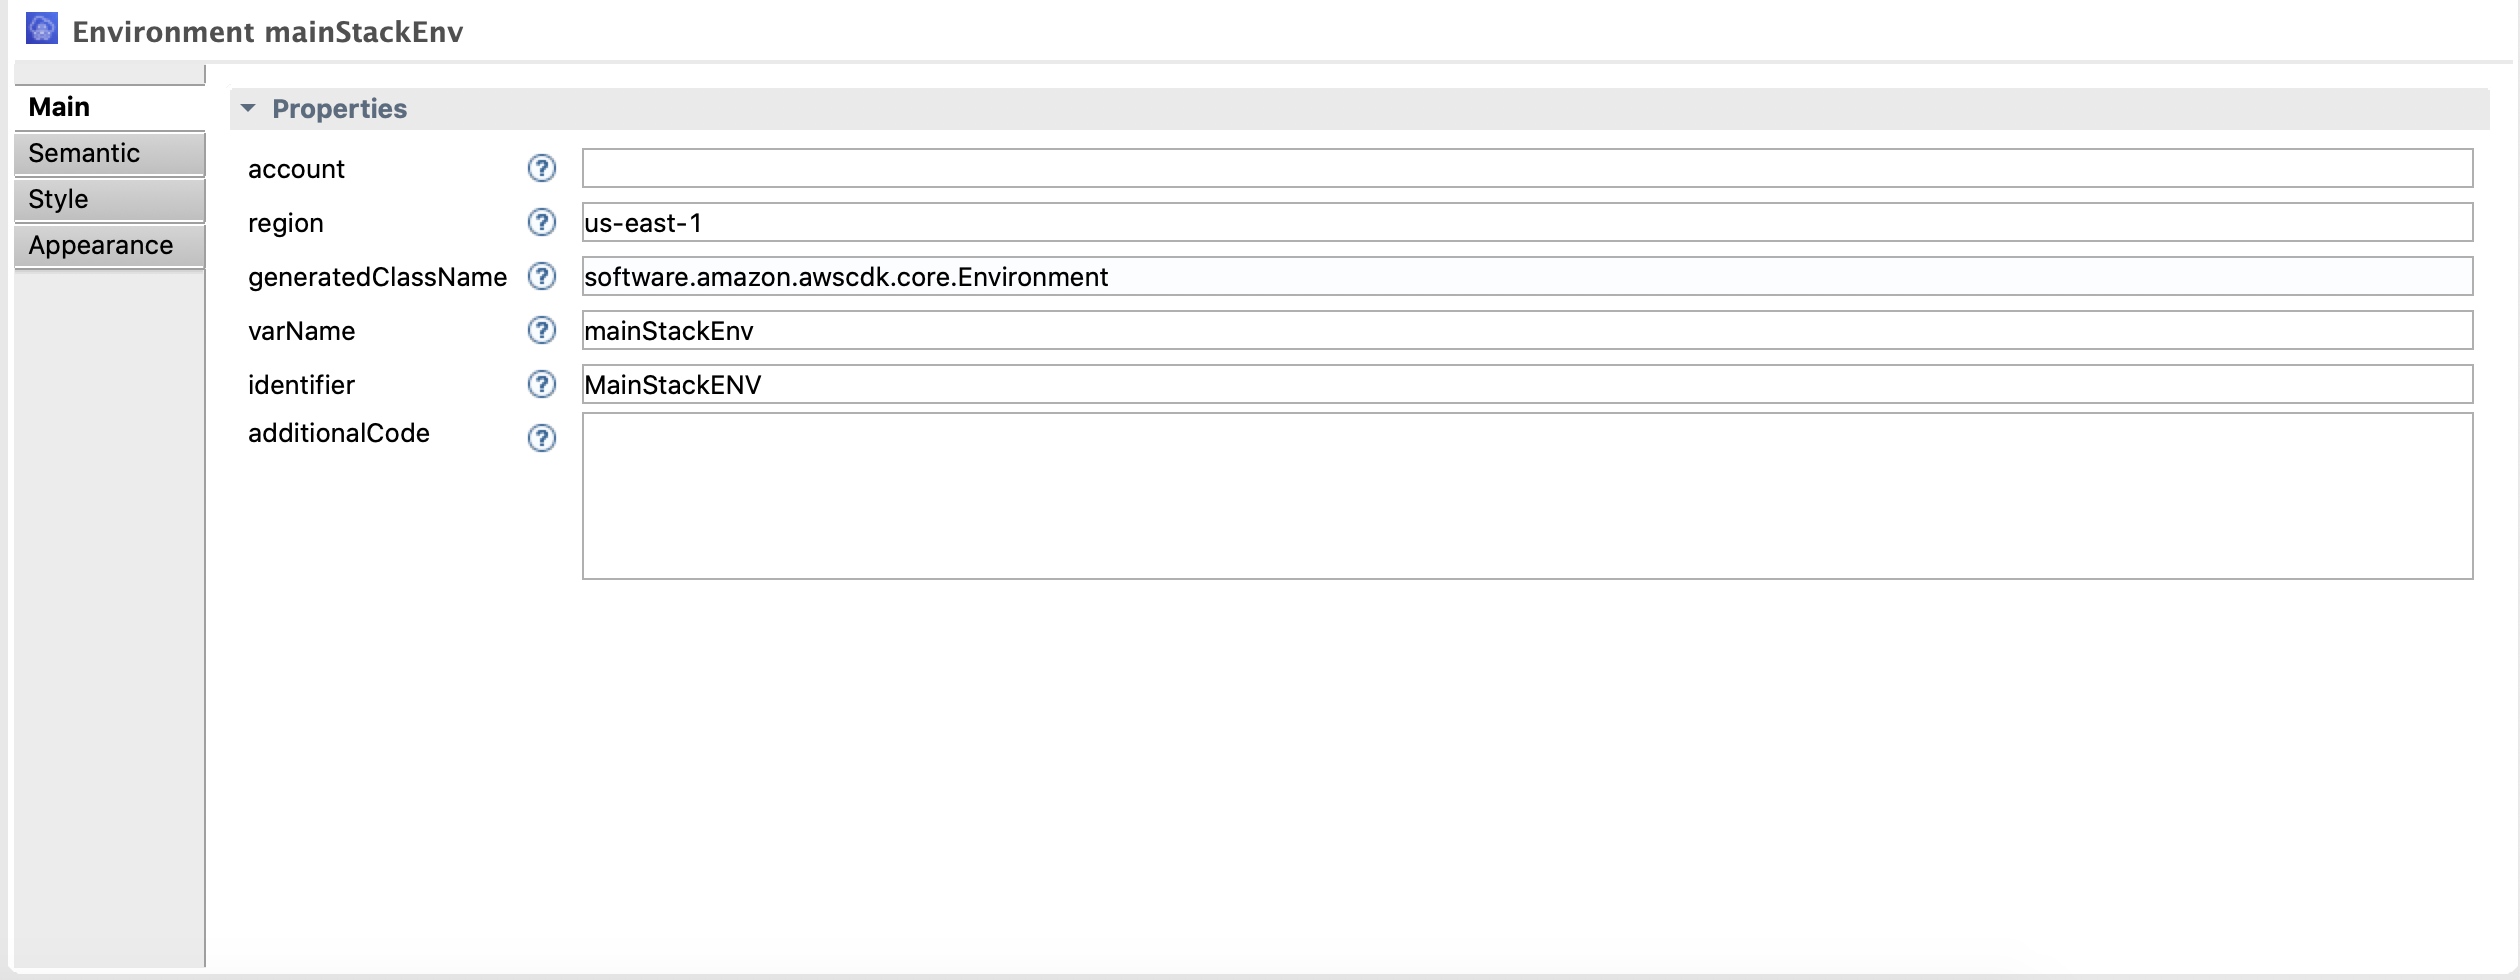 Environment mainStackEnv
Main
Semantic
Style
Appearance
Properties
account ?
region ? us-east-1
generatedClassName ? software.amazon.awscdk.core.Environment
varName ? mainStackEnv
identifier ? MainStackENV
additionalCode ?